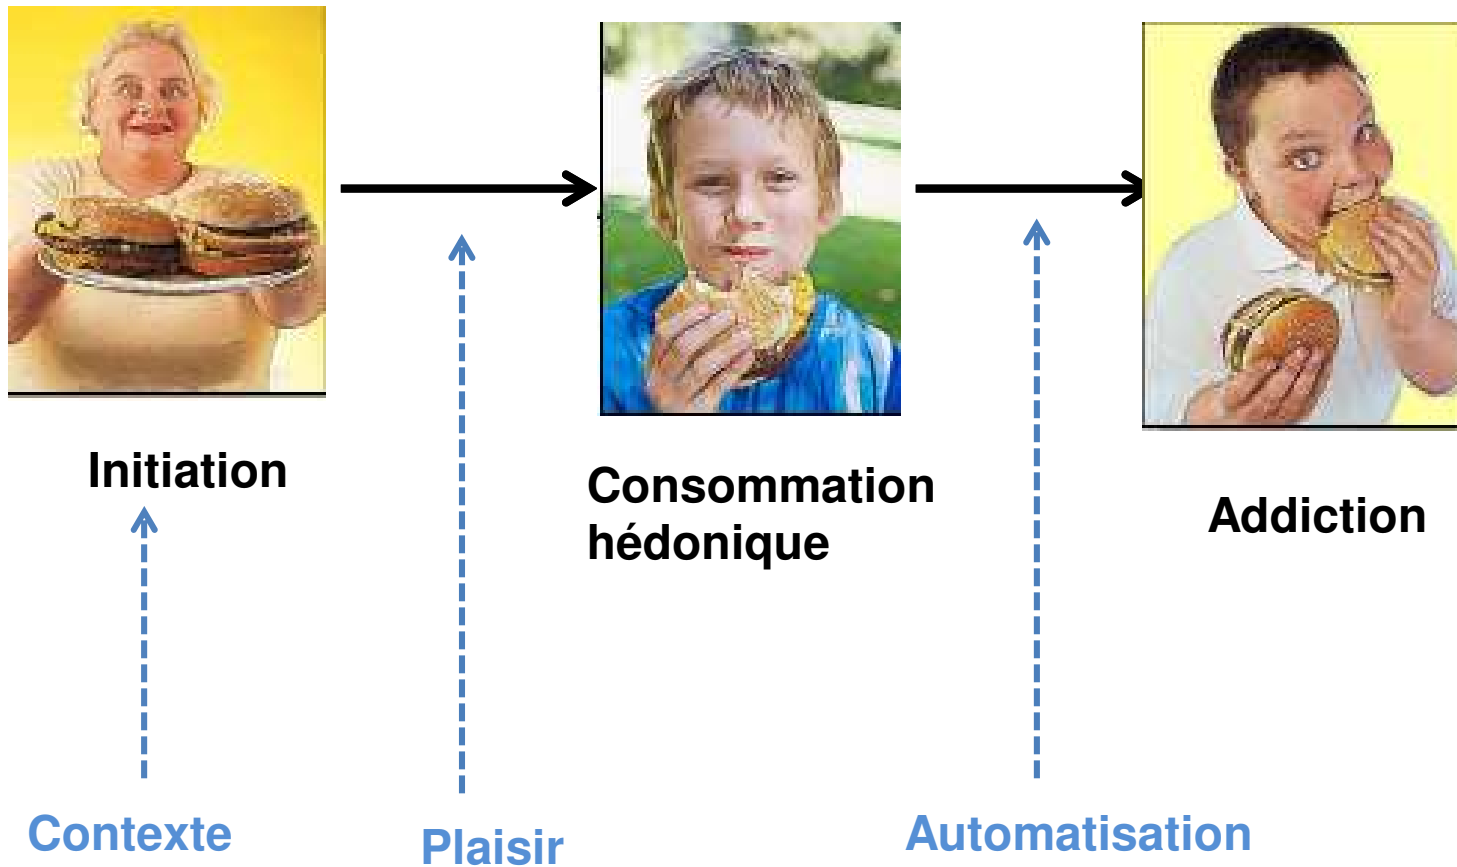 Initiation
Consommation
hédonique
Addiction
Contexte
Plaisir
Automatisation